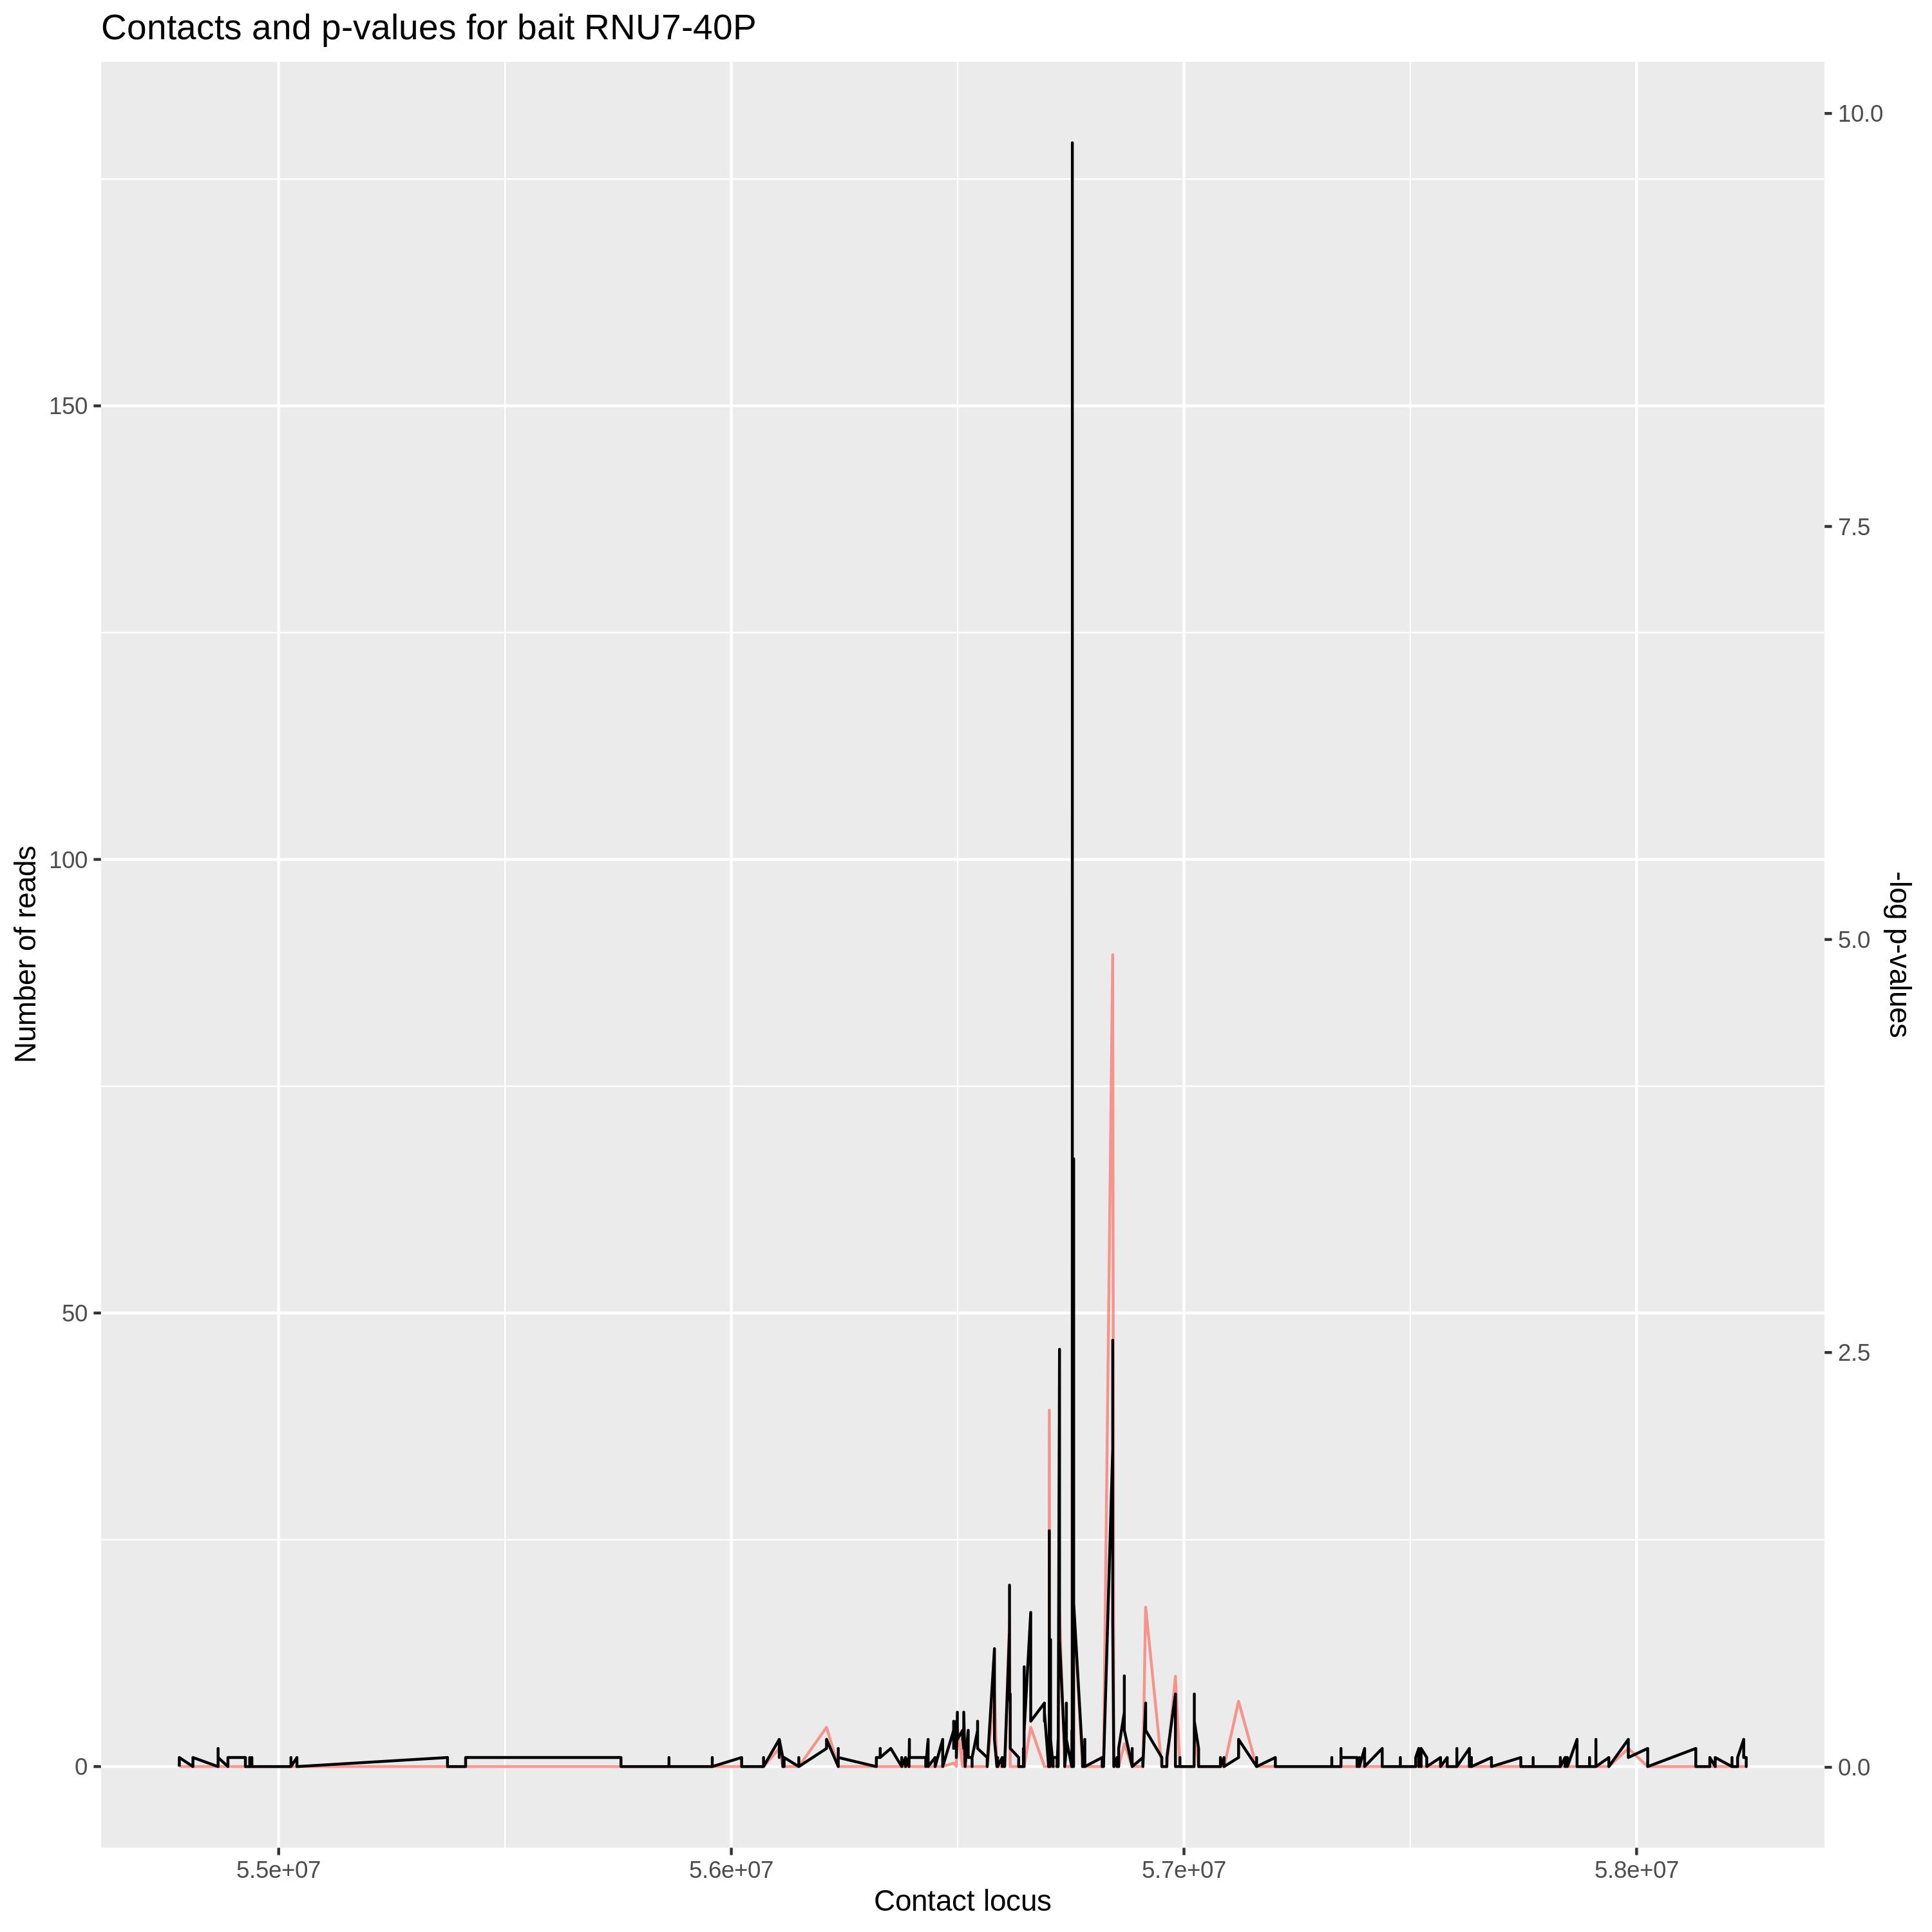 Contacts and p-values for bait RNU7-40P
Number of reads
150
100
50
0
10.0
7.5
5.0
2.5
0.0
-log p-values
5.5e+07
5.6e+07
5.7e+07
5.8e+07
Contact locus